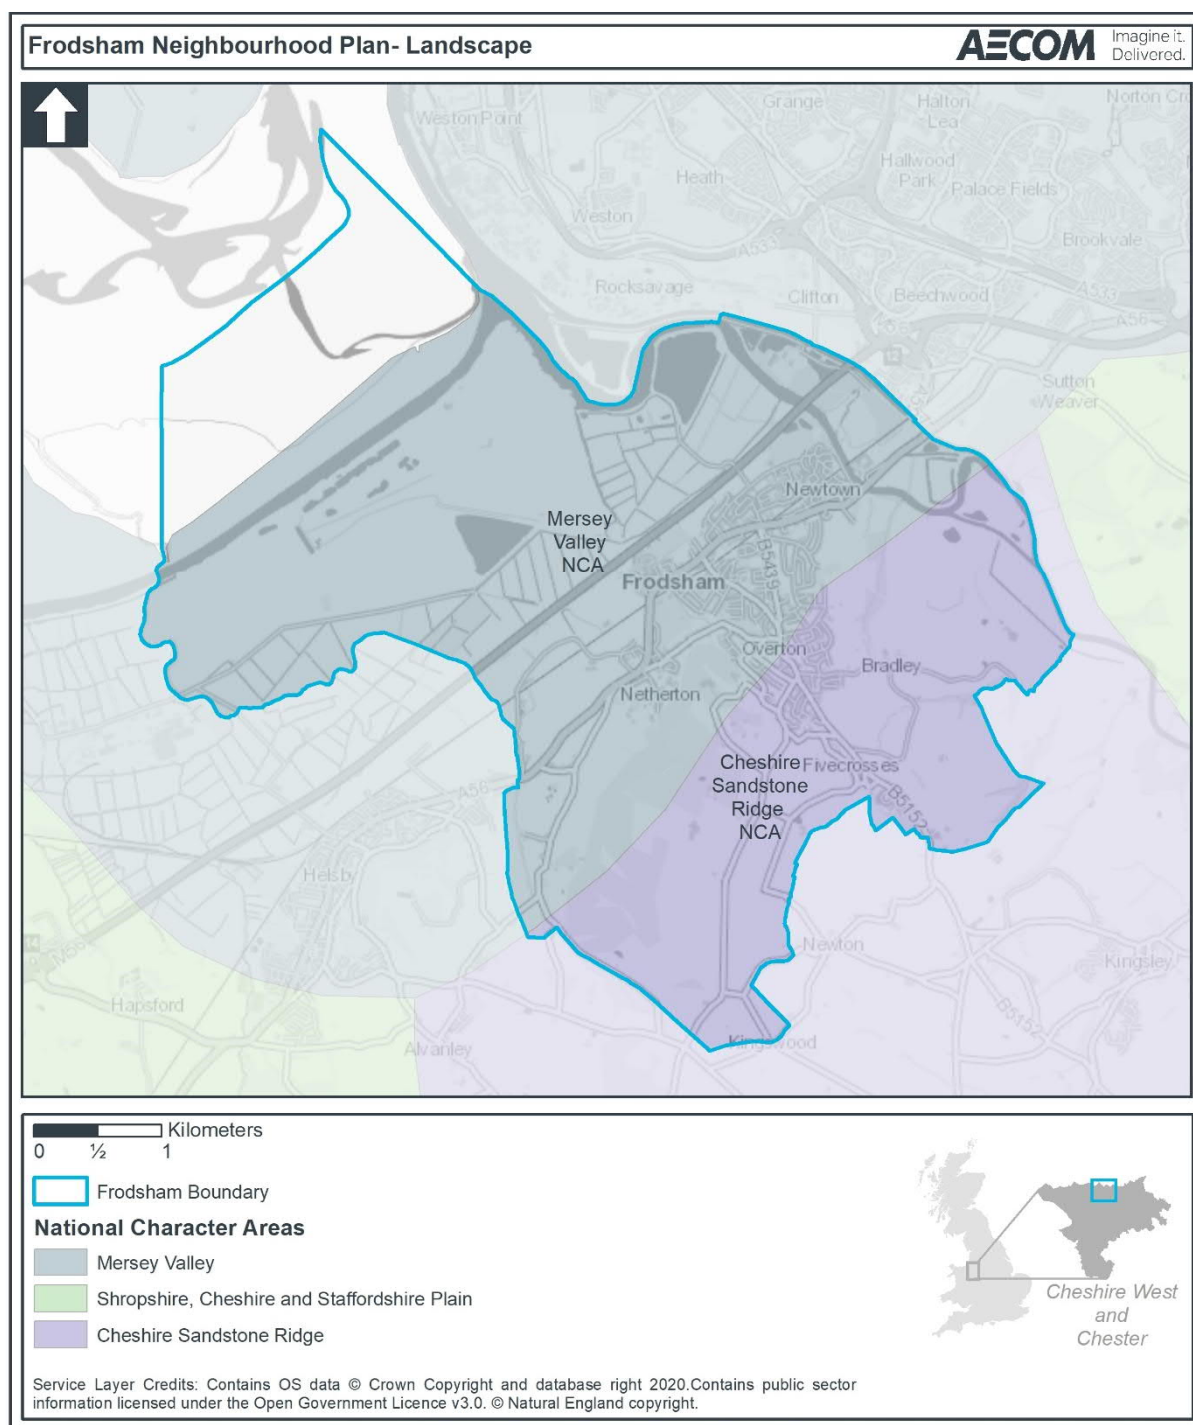 Frodsham Neighbourhood Plan- Landscape
AECOM
Imagine it.
Delivered.
Weston Point
Grange
Halton
Lea
Heath
Hallwood
Park
Palace Fields
Weston
A533
Brookvale
Rocksavage
Clifton
Beechwood
A533
A56
Sutton
Weaver
Newtown
Mersey
Valley
NCA
B5439
Frodsham
Overton
Bradley
Netherton
Cheshire
Sandstone
Ridge
NCA
Fivecrosses
B5152
A56
Helsby
Newton
14
M56
Kingsley
Hapsford
B5152
Alvanley
Kingswood
Kilometers
0 ½ 1
Frodsham Boundary
National Character Areas
Mersey Valley
Shropshire, Cheshire and Staffordshire Plain
Cheshire Sandstone Ridge
Cheshire West
and
Chester
Service Layer Credits: Contains OS data © Crown Copyright and database right 2020.Contains public sector
information licensed under the Open Government Licence v3.0. © Natural England copyright.